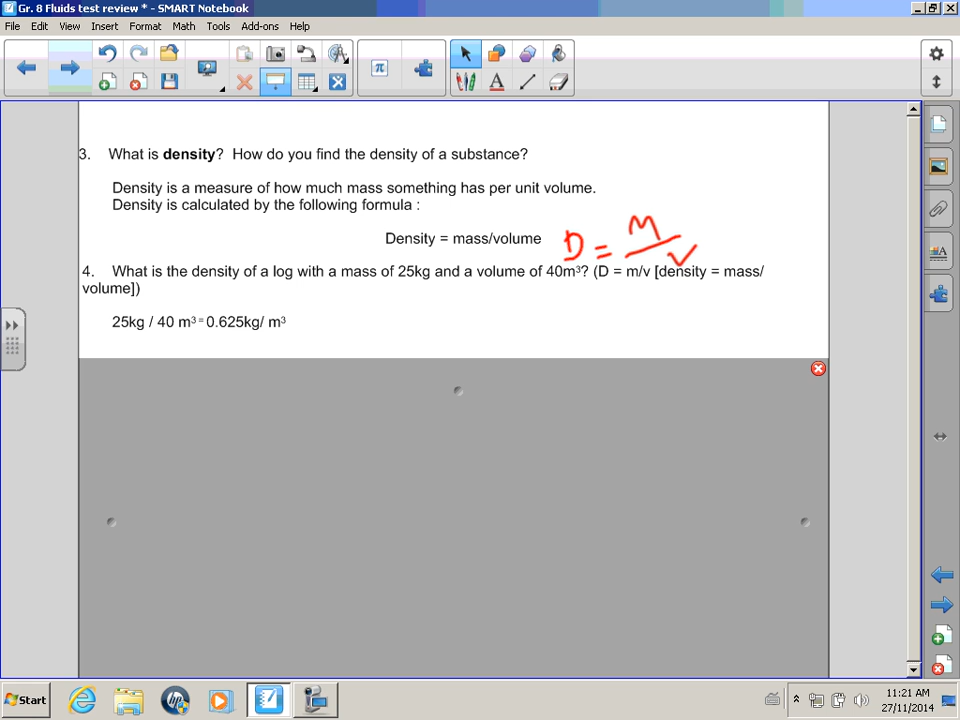 Gr. 8 Fluids test review * - SMART Notebook
File Edit View Insert Format Math Tools Add-ons Help
3. What is density? How do you find the density of a substance?
Density is a measure of how much mass something has per unit volume.
Density is calculated by the following formula :
Density = mass/volume
D = M/V
4. What is the density of a log with a mass of 25kg and a volume of 40m³? (D = m/v [density = mass/
volume])
25kg / 40 m³ = 0.625kg/ m³
Start
11:21 AM
27/11/2014